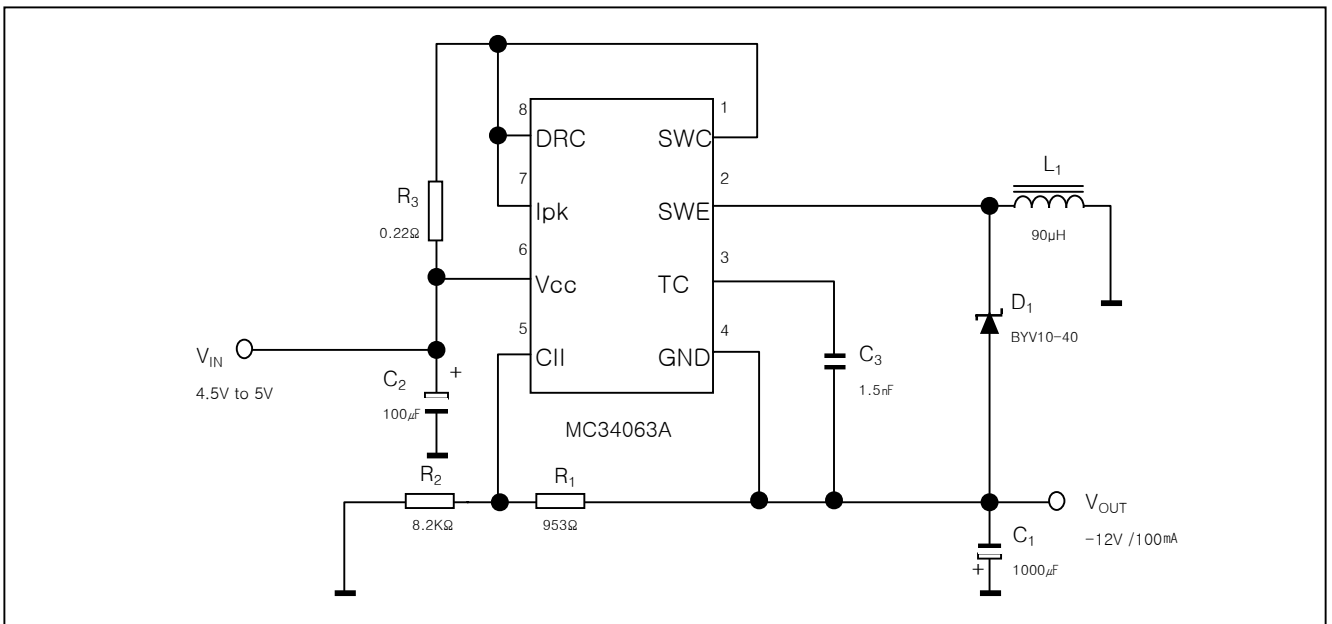 8
1
DRC
SWC
7
2
Ipk
SWE
R₃
0.22Ω
L₁
90μH
6
3
Vcc
TC
5
4
CII
GND
D₁
BYV10-40
V_IN
4.5V to 5V
C₂
+
100μF
C₃
1.5nF
MC34063A
R₂
8.2KΩ
R₁
953Ω
V_OUT
-12V /100mA
C₁
+
1000μF